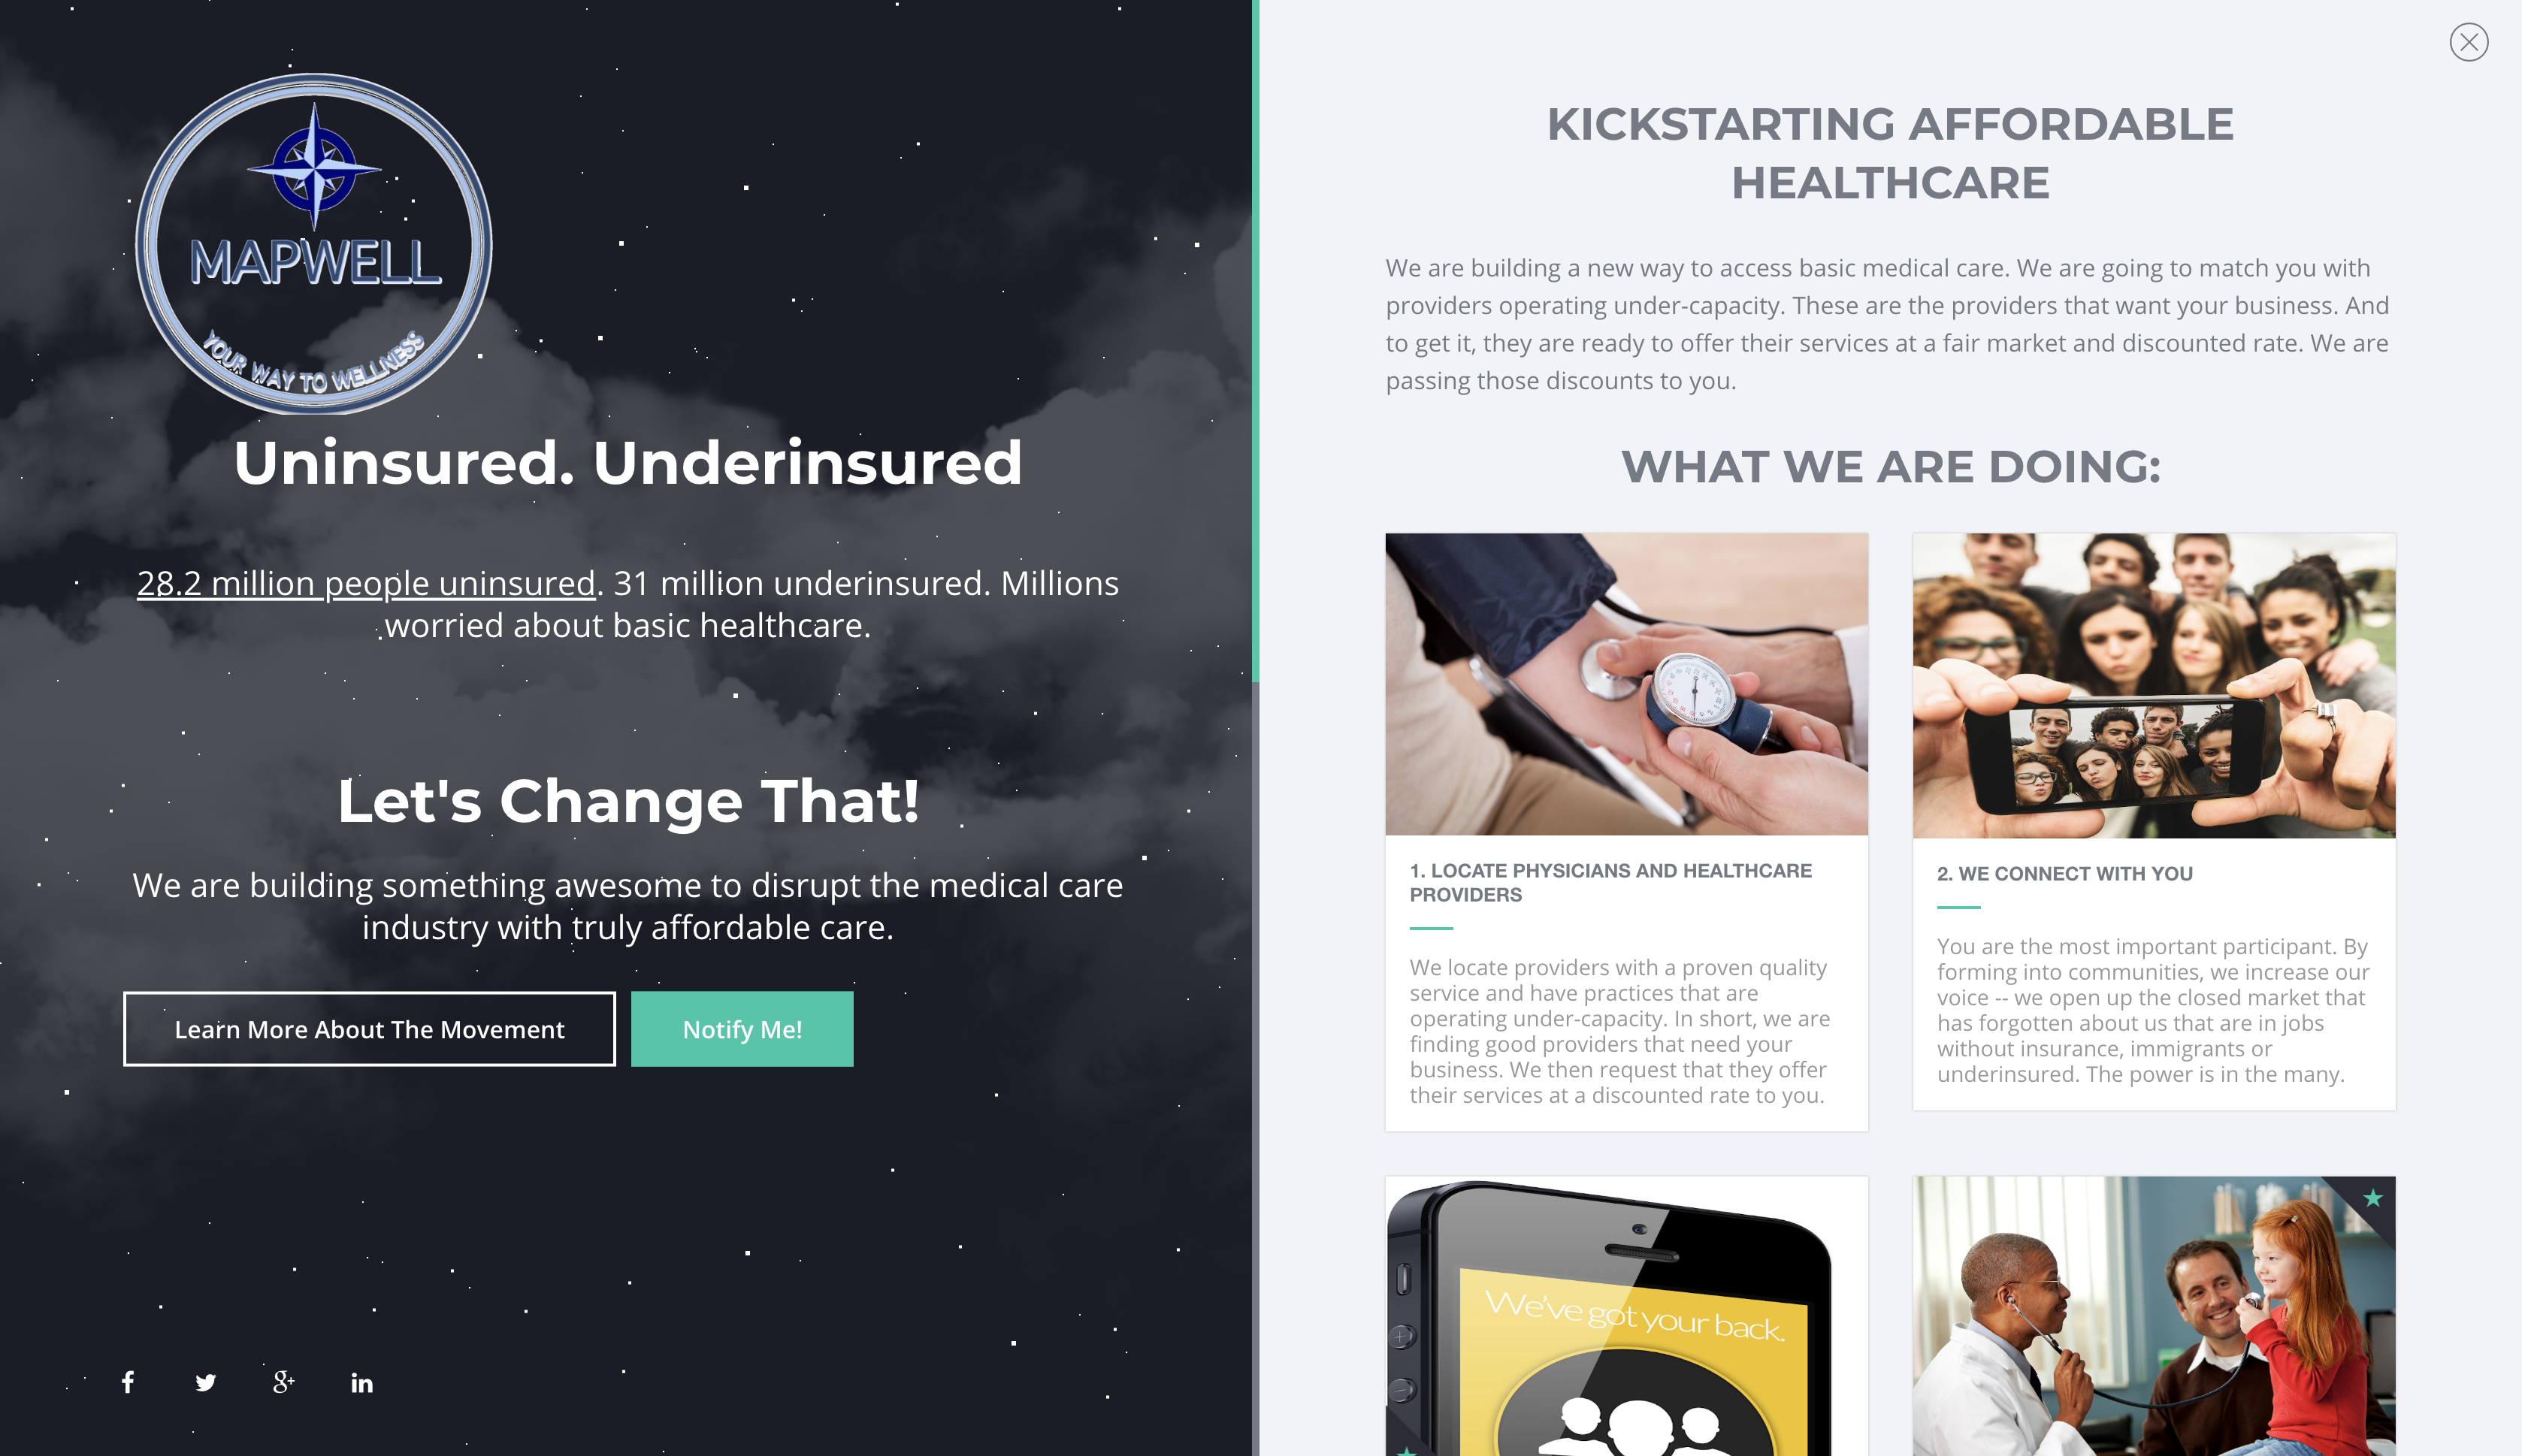 MAPWELL
YOUR WAY TO WELLNESS
Uninsured. Underinsured
28.2 million people uninsured. 31 million underinsured. Millions
worried about basic healthcare.
Let's Change That!
We are building something awesome to disrupt the medical care
industry with truly affordable care.
Learn More About The Movement
Notify Me!
f
g+
in
KICKSTARTING AFFORDABLE
HEALTHCARE
We are building a new way to access basic medical care. We are going to match you with
providers operating under-capacity. These are the providers that want your business. And
to get it, they are ready to offer their services at a fair market and discounted rate. We are
passing those discounts to you.
WHAT WE ARE DOING:
1. LOCATE PHYSICIANS AND HEALTHCARE
PROVIDERS
We locate providers with a proven quality
service and have practices that are
operating under-capacity. In short, we are
finding good providers that need your
business. We then request that they offer
their services at a discounted rate to you.
2. WE CONNECT WITH YOU
You are the most important participant. By
forming into communities, we increase our
voice -- we open up the closed market that
has forgotten about us that are in jobs
without insurance, immigrants or
underinsured. The power is in the many.
We've got your back.